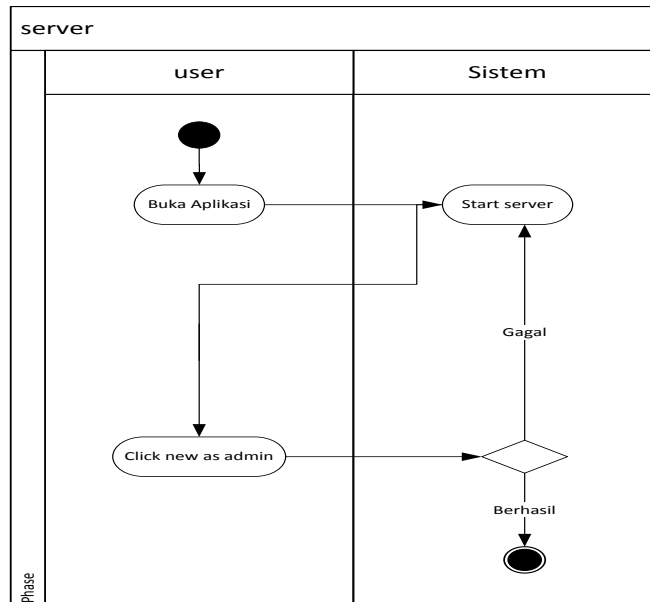 server
user
Sistem
Buka Aplikasi
Start server
Gagal
Click new as admin
Berhasil
Phase